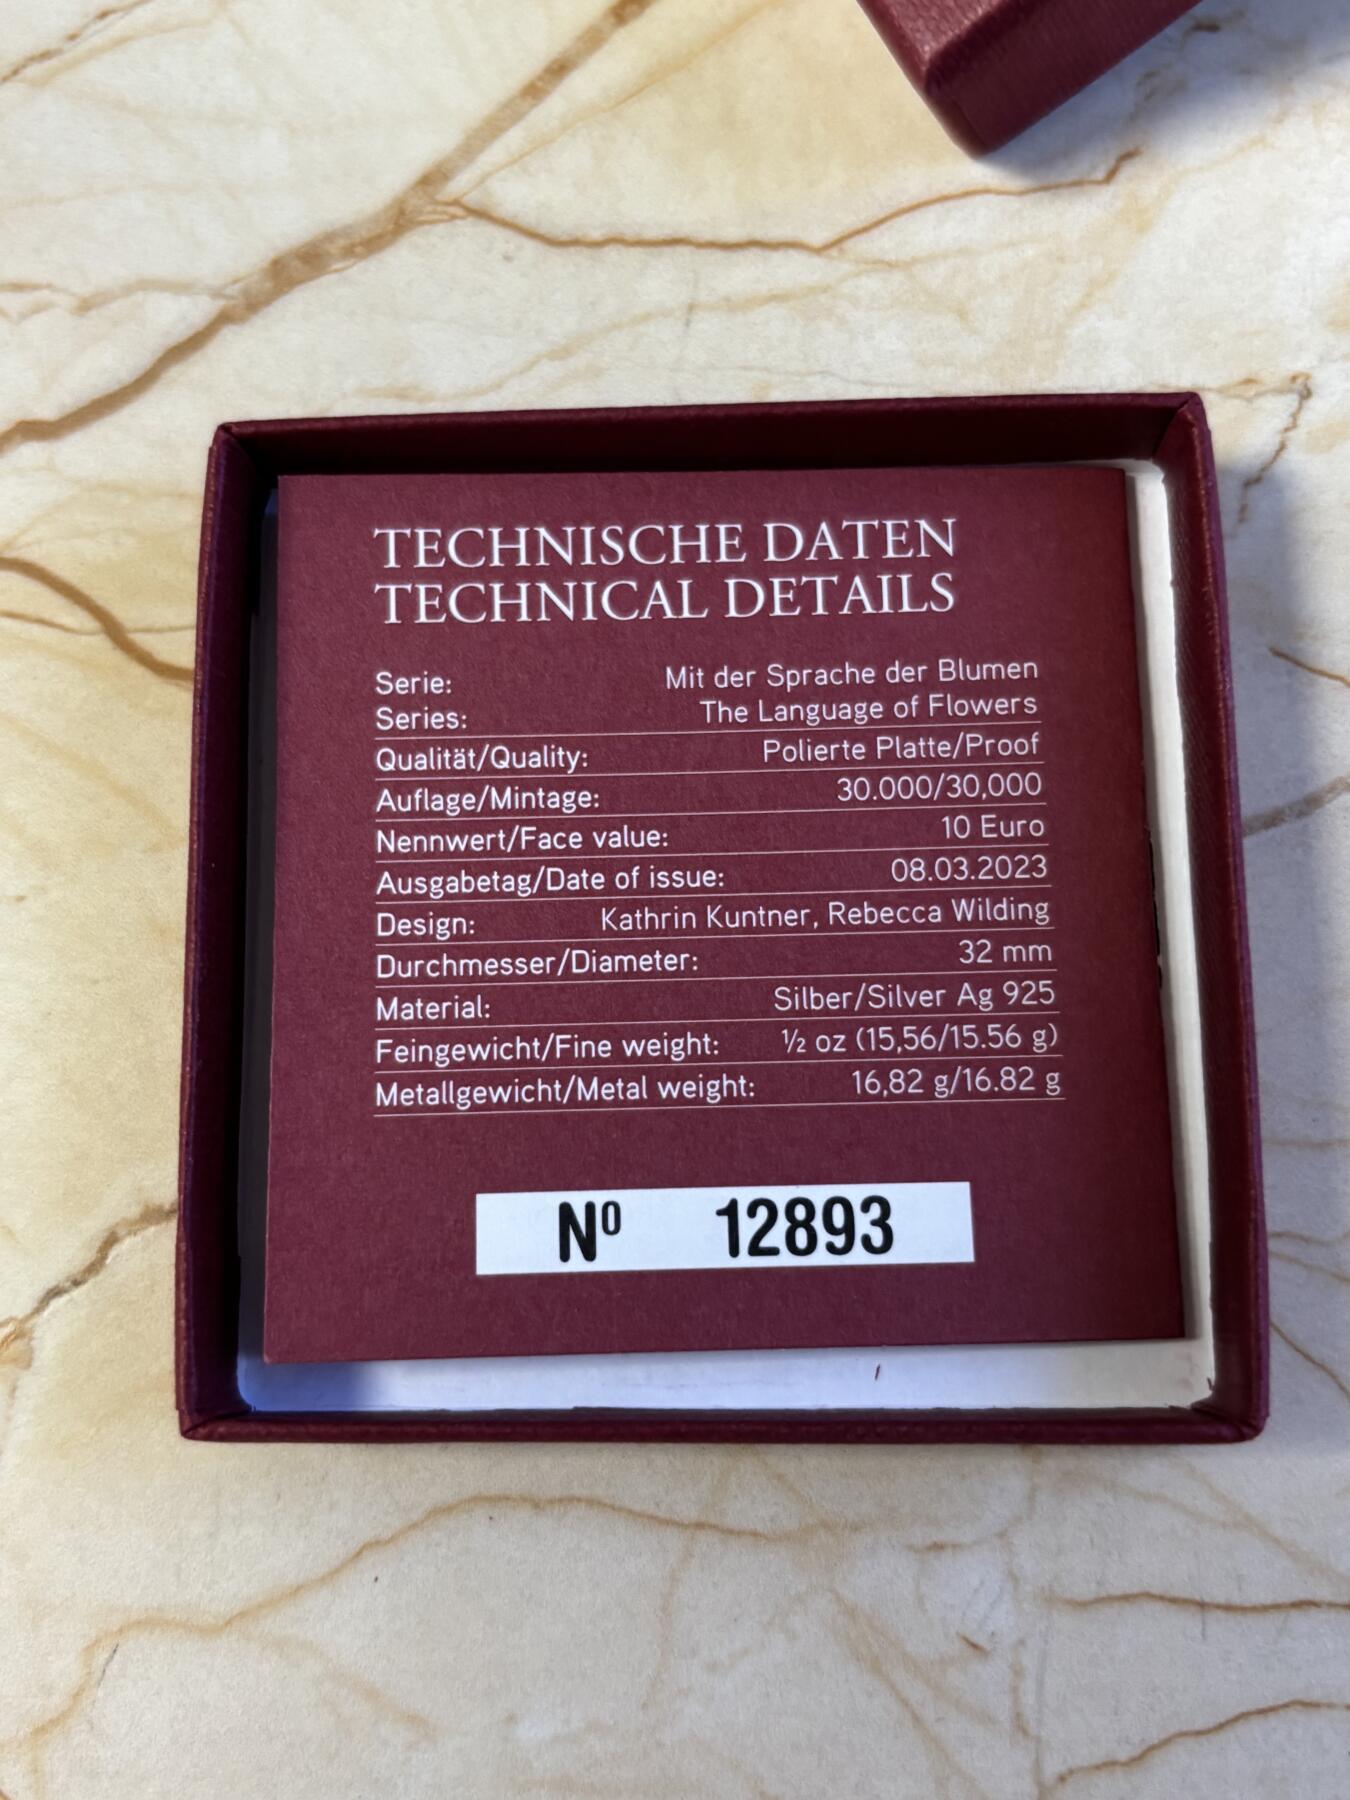 TECHNISCHE DATEN
TECHNICAL DETAILS
Serie: Mit der Sprache der Blumen
Series: The Language of Flowers
Qualität/Quality: Polierte Platte/Proof
Auflage/Mintage: 30.000/30,000
Nennwert/Face value: 10 Euro
Ausgabetag/Date of issue: 08.03.2023
Design: Kathrin Kuntner, Rebecca Wilding
Durchmesser/Diameter: 32 mm
Material: Silber/Silver Ag 925
Feingewicht/Fine weight: ½ oz (15,56/15.56 g)
Metallgewicht/Metal weight: 16,82 g/16.82 g
Nº 12893